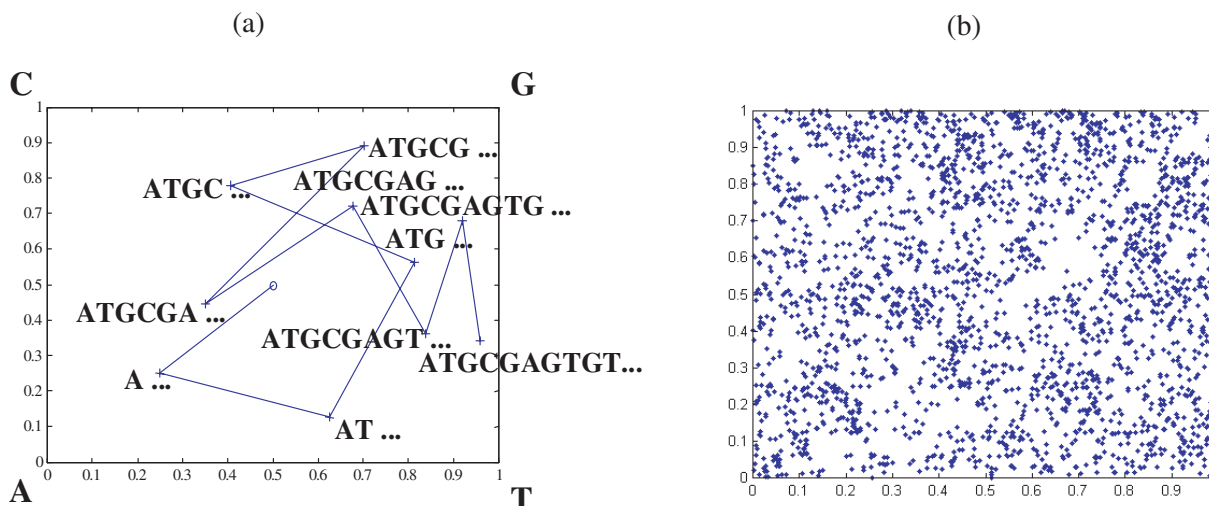 (a)
(b)
C
G
1
0.9
0.8
0.7
0.6
0.5
0.4
0.3
0.2
0.1
0
0
0.1
0.2
0.3
0.4
0.5
0.6
0.7
0.8
0.9
1
A
T
ATGCG ...
ATGC ...
ATGCGAG ...
ATGCGAGTG ...
ATG ...
ATGCGA ...
ATGCGAGT ...
ATGCGAGTGT...
A ...
AT ...
1
0.9
0.8
0.7
0.6
0.5
0.4
0.3
0.2
0.1
0
0
0.1
0.2
0.3
0.4
0.5
0.6
0.7
0.8
0.9